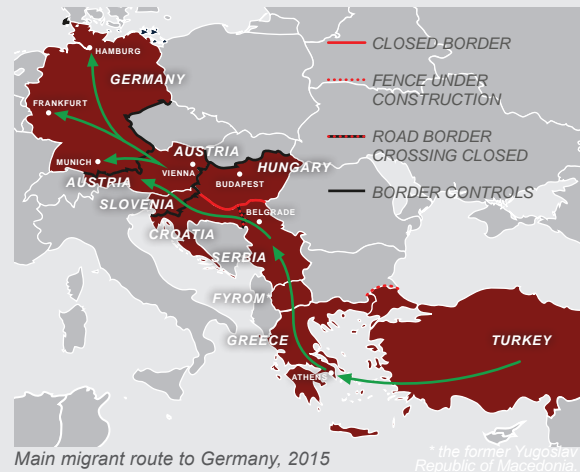 HAMBURG
GERMANY
FRANKFURT
MUNICH
AUSTRIA
VIENNA
AUSTRIA
HUNGARY
BUDAPEST
SLOVENIA
BELGRADE
CROATIA
SERBIA
FYROM*
GREECE
ATHENS
TURKEY
CLOSED BORDER
FENCE UNDER
CONSTRUCTION
ROAD BORDER
CROSSING CLOSED
BORDER CONTROLS
Main migrant route to Germany, 2015
* the former Yugoslav
Republic of Macedonia